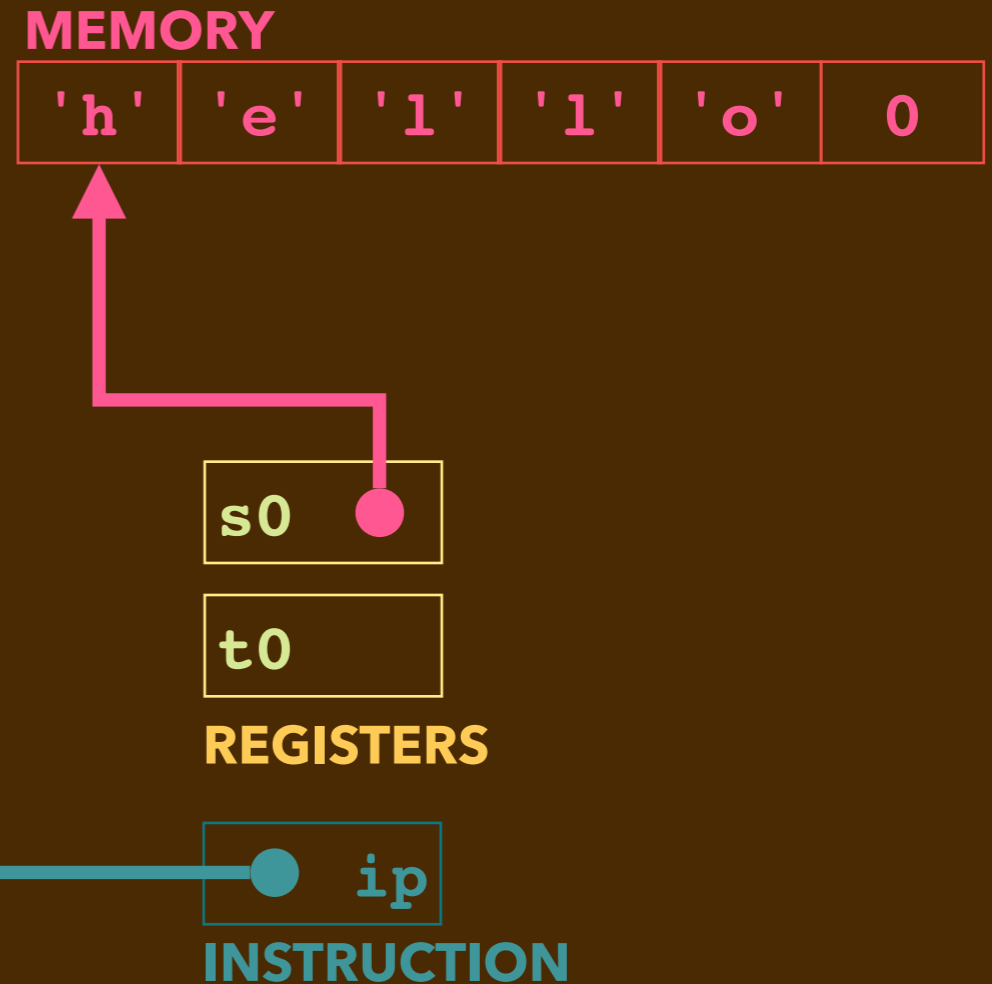 MEMORY
'h' 'e' 'l' 'l' 'o' 0
s0
t0
REGISTERS
ip
INSTRUCTION